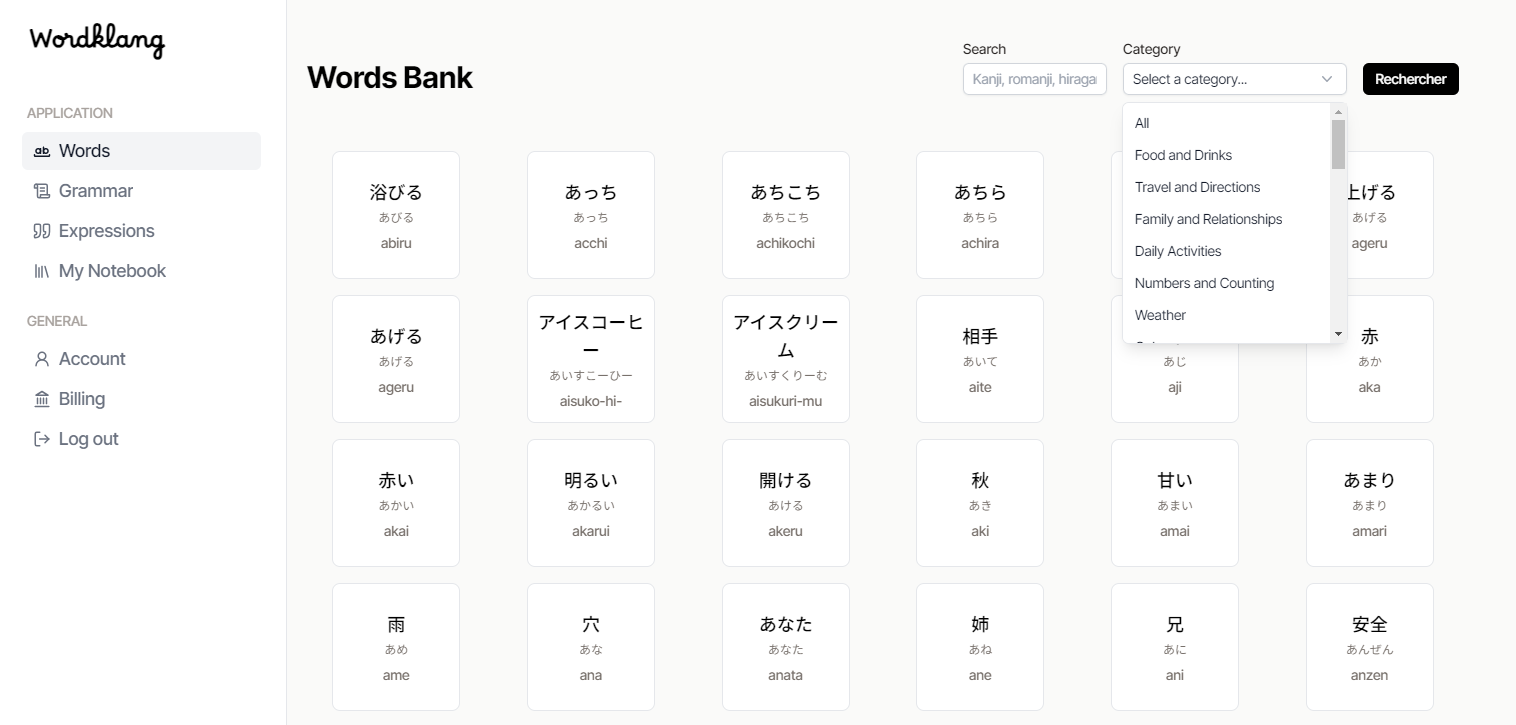 Wordklang
APPLICATION
Words
Grammar
Expressions
My Notebook
GENERAL
Account
Billing
Log out
Words Bank
Search
Kanji, romanji, hiraga
Category
Select a category...
Rechercher
All
Food and Drinks
Travel and Directions
Family and Relationships
Daily Activities
Numbers and Counting
Weather
浴びる
あびる
abiru
あっち
あっち
acchi
あちこち
あちこち
achikochi
あちら
あちら
achira
上げる
あげる
ageru
あげる
あげる
ageru
アイスコーヒ
ー
あいすこーひー
aisuko-hi-
アイスクリー
ム
あいすくりーむ
aisukuri-mu
相手
あいて
aite
あじ
aji
赤
あか
aka
赤い
あかい
akai
明るい
あかるい
akarui
開ける
あける
akeru
秋
あき
aki
甘い
あまい
amai
あまり
あまり
amari
雨
あめ
ame
穴
あな
ana
あなた
あなた
anata
姉
あね
ane
兄
あに
ani
安全
あんぜん
anzen